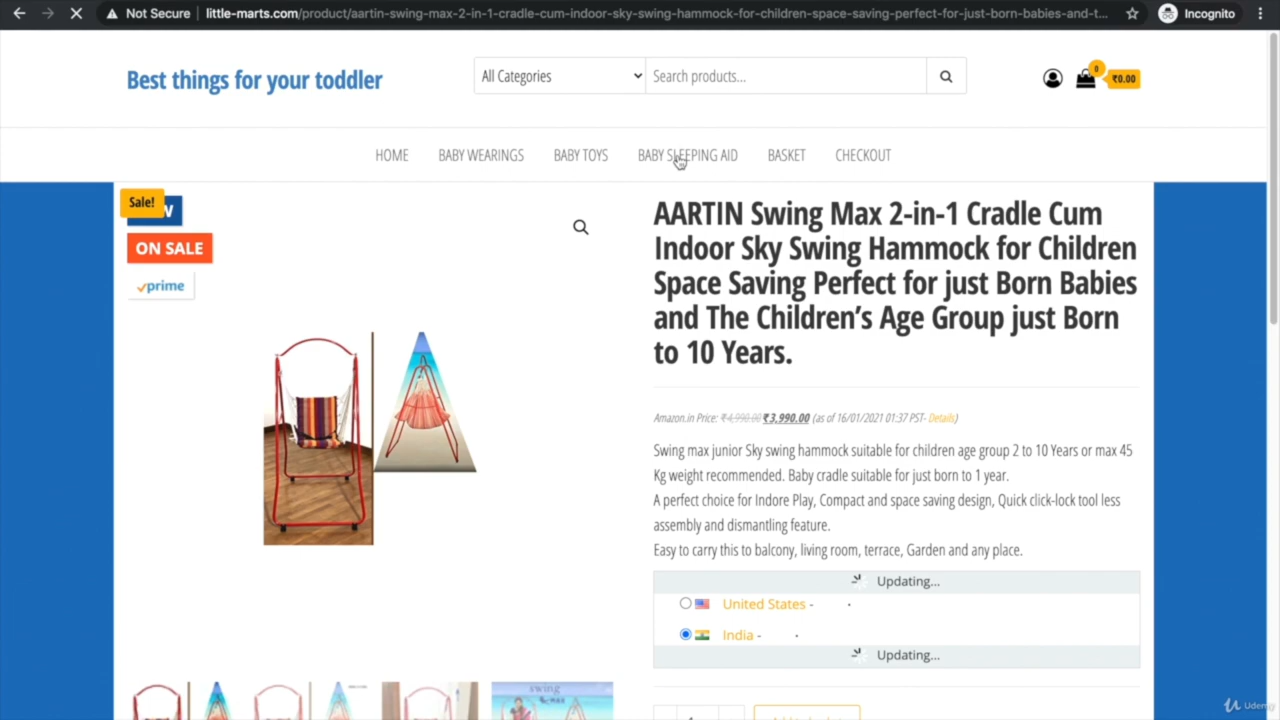 Not Secure
little-marts.com/product/aartin-swing-max-2-in-1-cradle-cum-indoor-sky-swing-hammock-for-children-space-saving-perfect-for-just-born-babies-and-t...
Incognito
Best things for your toddler
All Categories
Search products...
0
₹0.00
HOME
BABY WEARINGS
BABY TOYS
BABY SLEEPING AID
BASKET
CHECKOUT
Sale!
ON SALE
prime
AARTIN Swing Max 2-in-1 Cradle Cum
Indoor Sky Swing Hammock for Children
Space Saving Perfect for just Born Babies
and The Children's Age Group just Born
to 10 Years.
Amazon.in Price: ₹4,990.00 ₹3,990.00 (as of 16/01/2021 01:37 PST- Details)
Swing max junior Sky swing hammock suitable for children age group 2 to 10 Years or max 45
Kg weight recommended. Baby cradle suitable for just born to 1 year.
A perfect choice for Indore Play, Compact and space saving design, Quick click-lock tool less
assembly and dismantling feature.
Easy to carry this to balcony, living room, terrace, Garden and any place.
Updating...
United States -
India -
Updating...
swing
Udemy